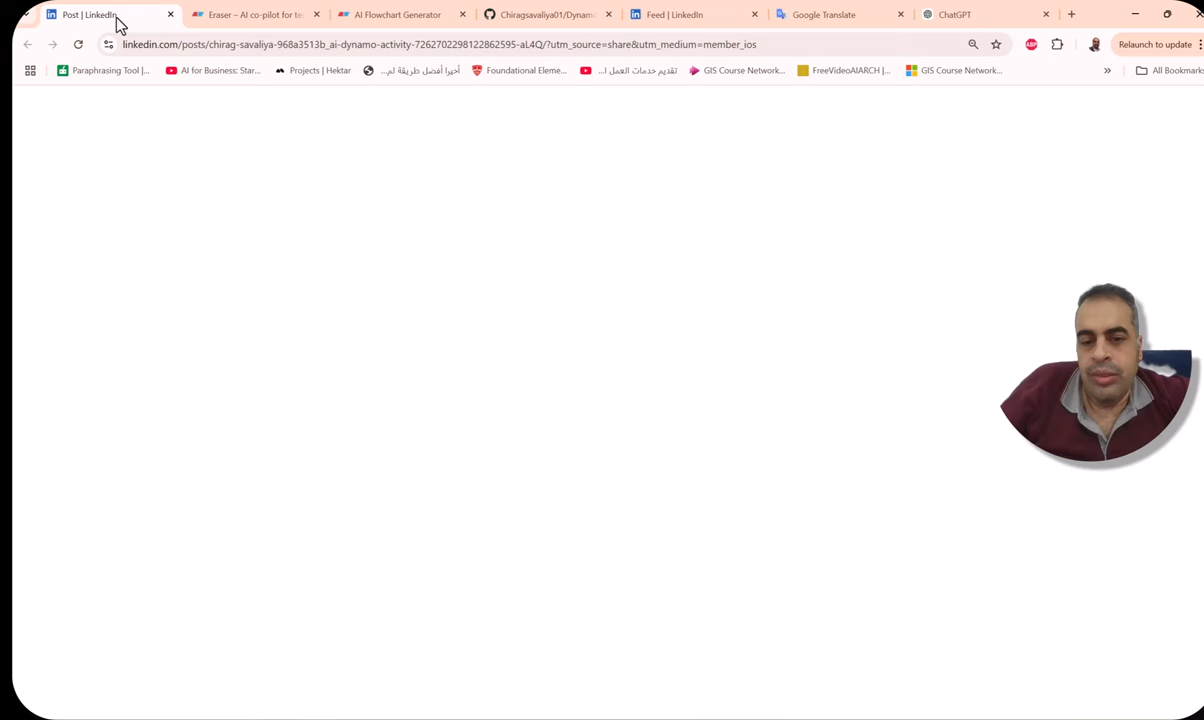 Post | LinkedIn
Eraser – AI co-pilot for te
AI Flowchart Generator
Chiragsavaliya01/Dynam
Feed | LinkedIn
Google Translate
ChatGPT
linkedin.com/posts/chirag-savaliya-968a3513b_ai-dynamo-activity-7262702298122862595-aL4Q/?utm_source=share&utm_medium=member_ios
ABP
Relaunch to update
Paraphrasing Tool |...
AI for Business: Star...
Projects | Hektar
أخيرا أفضل طريقة لم...
Foundational Eleme...
تقديم خدمات العمل ا...
GIS Course Network...
FreeVideoAIARCH |...
GIS Course Network...
All Bookmarks